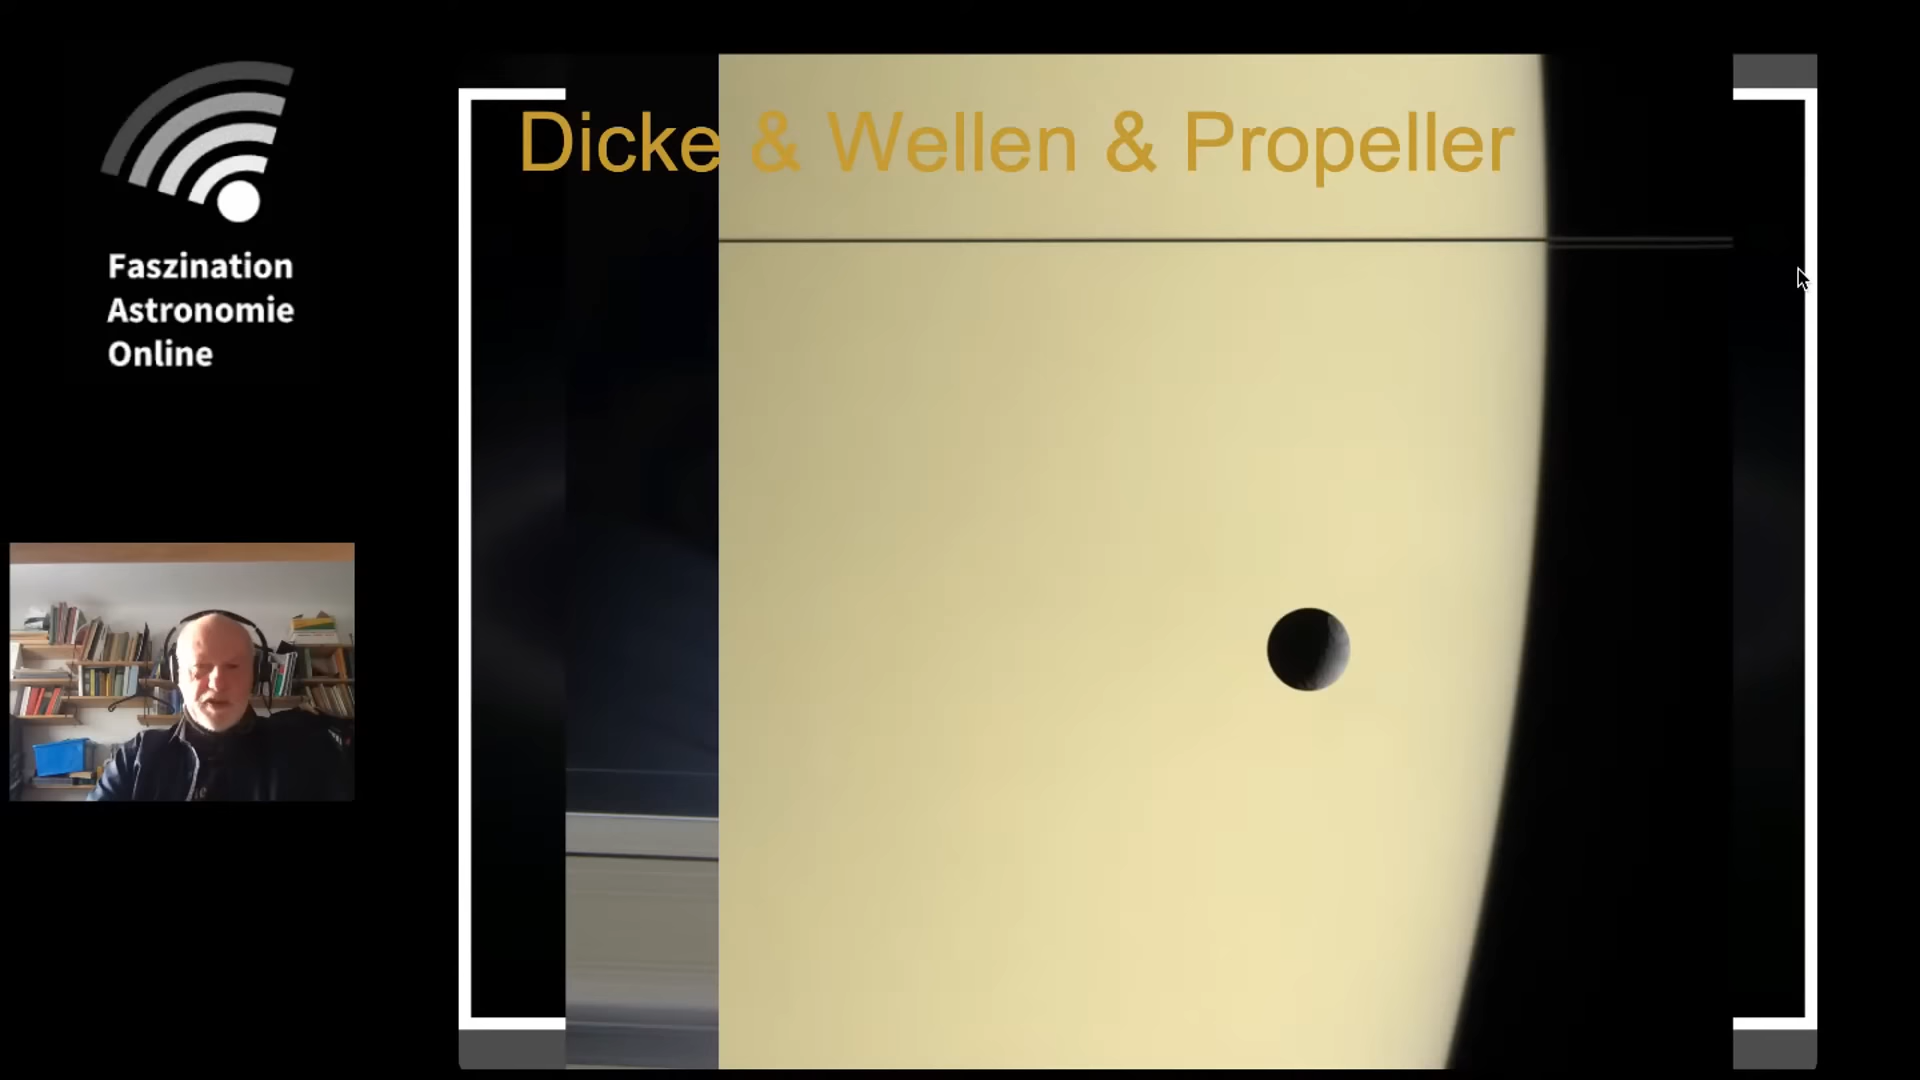 Faszination
Astronomie
Online
Dicke & Wellen & Propeller